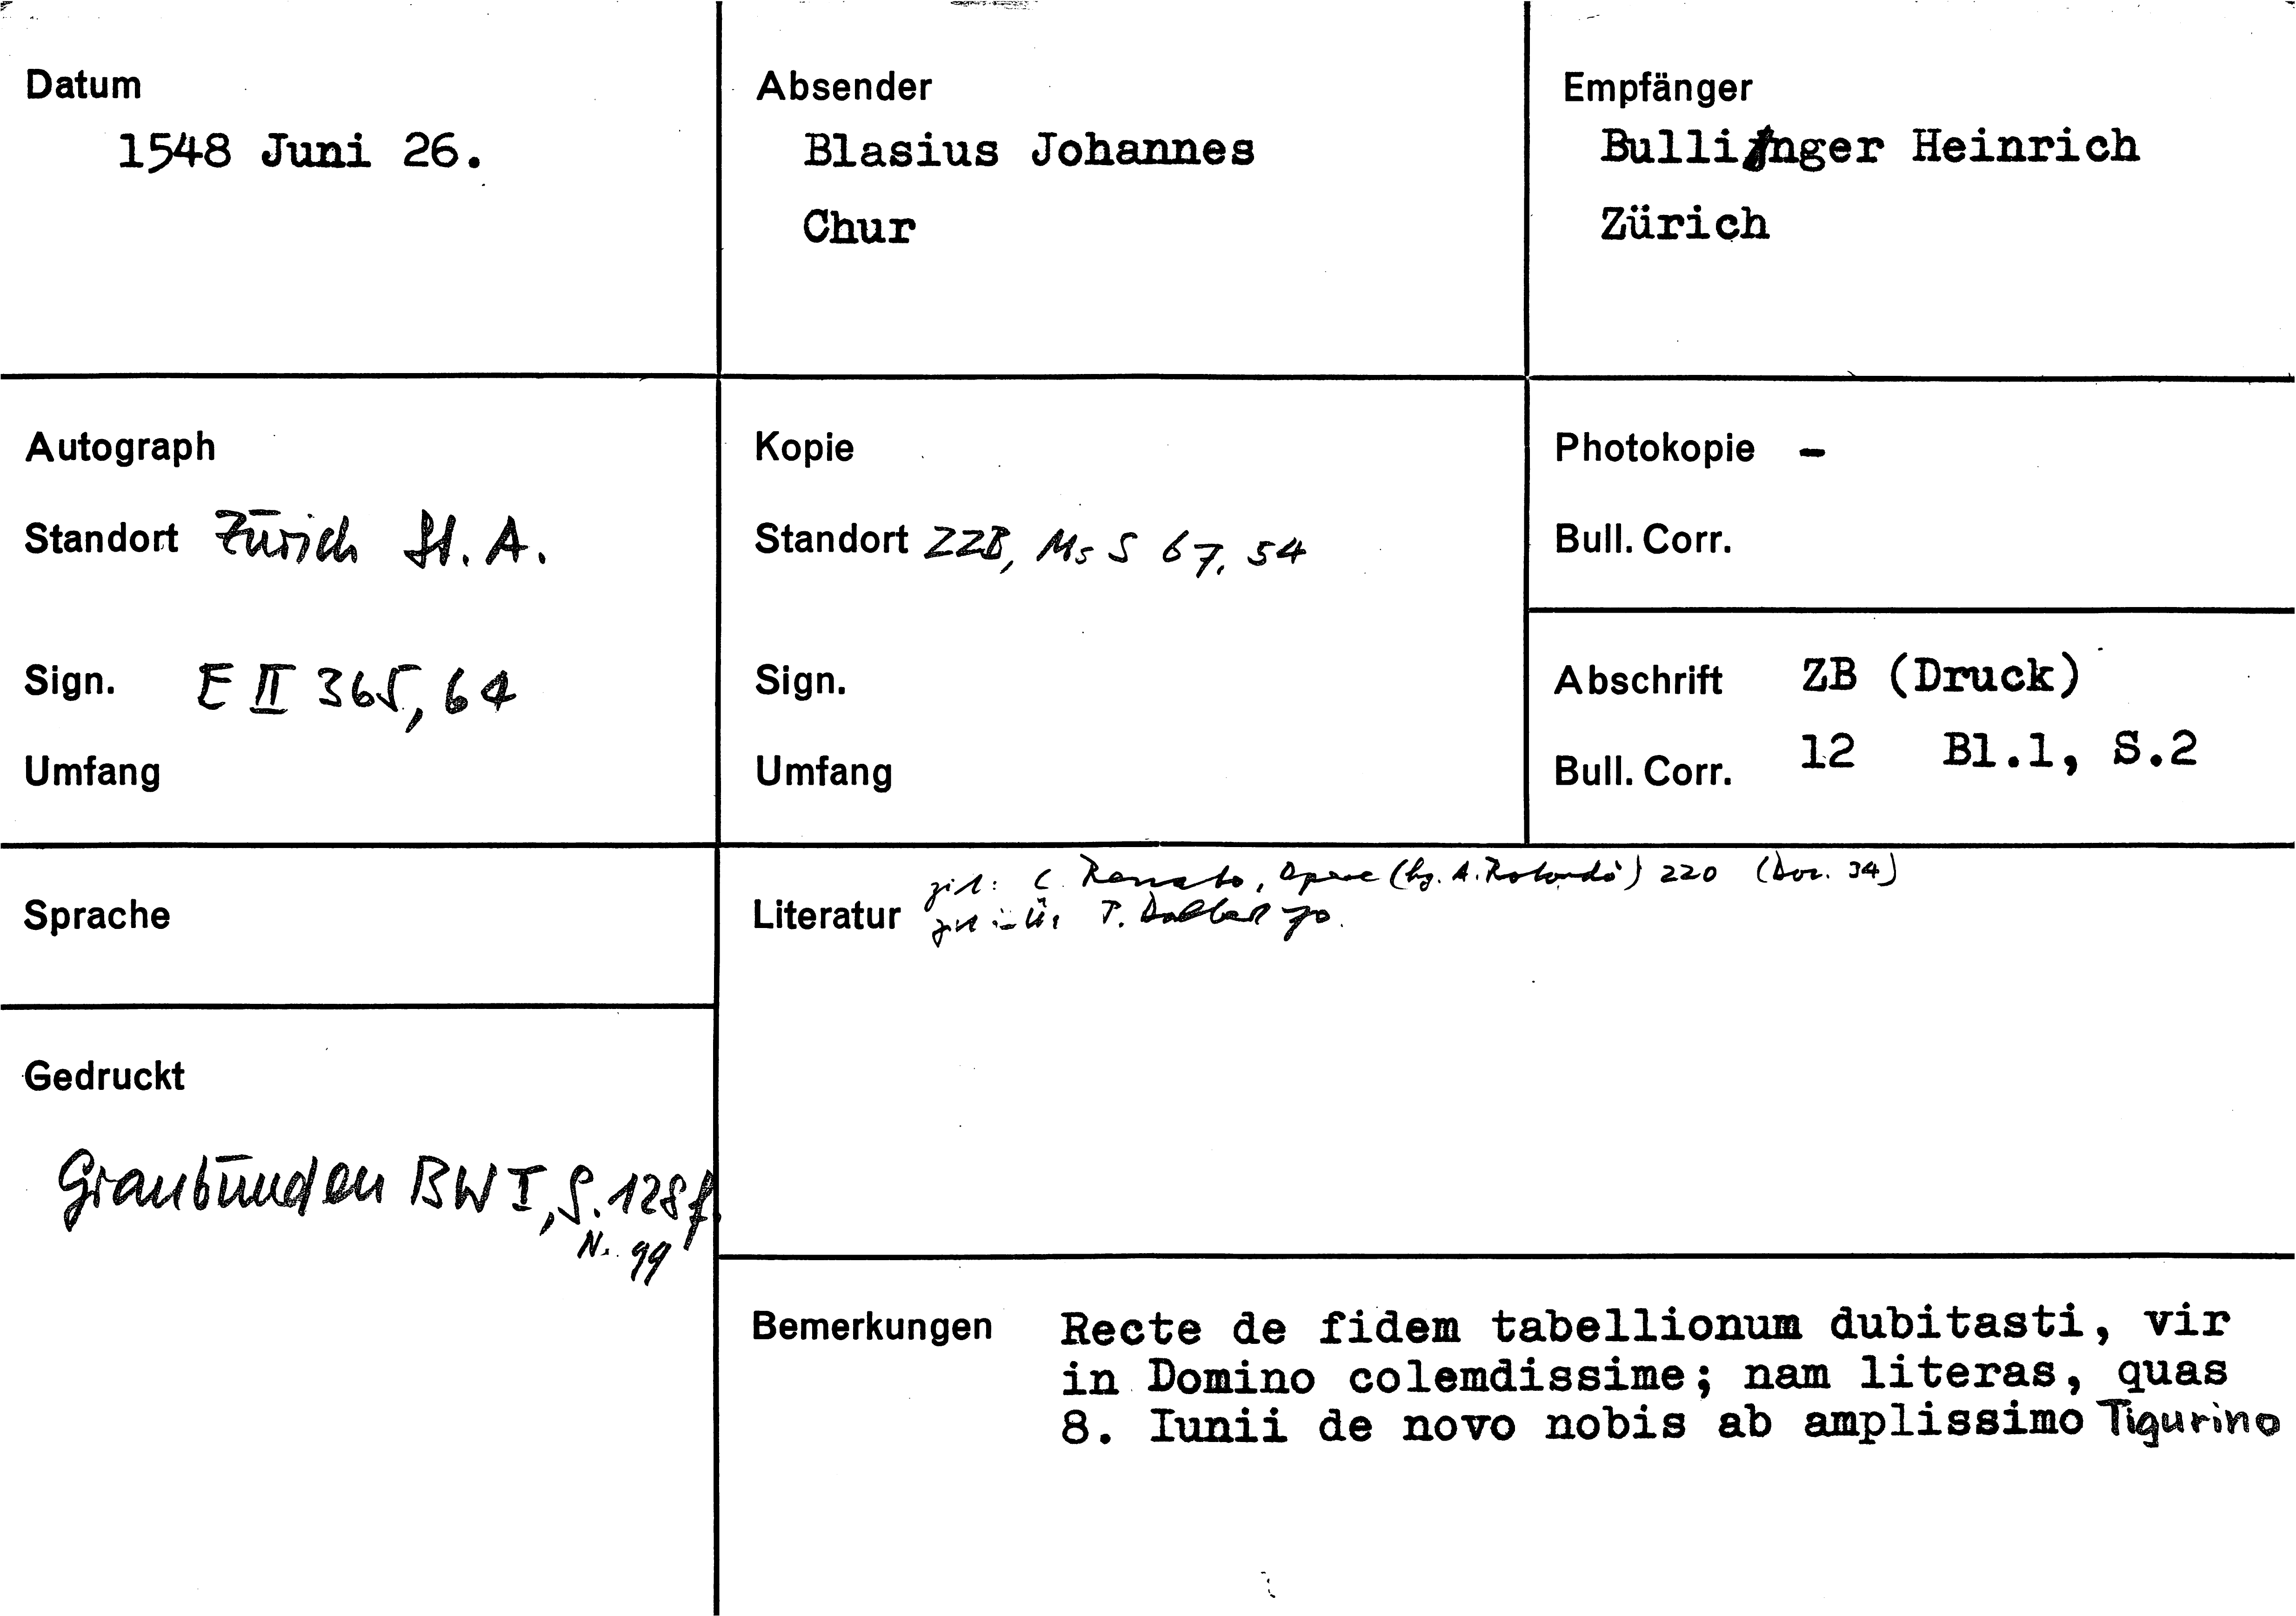 Datum
1548 Juni 26.
Absender
Blasius Johannes
Chur
Empfänger
Bullinger Heinrich
Zürich
Autograph
Standort Zürich St. A.
Sign. E II 365, 64
Umfang
Kopie
Standort ZZB, Ms S 67, 54
Sign.
Umfang
Photokopie -
Bull. Corr.
Abschrift ZB (Druck)
Bull. Corr. 12 Bl.1, S.2
Sprache
Gedruckt
Graubünden BW I, S. 128 f.
Nr. 99
zit: C. Renato, Opere (hg. A. Rotondò) 220 (Doc. 34)
Literatur zit P. 70.
Bemerkungen Recte de fidem tabellionum dubitasti, vir
in Domino colemdissime; nam literas, quas
8. Iunii de novo nobis ab amplissimo Tigurino